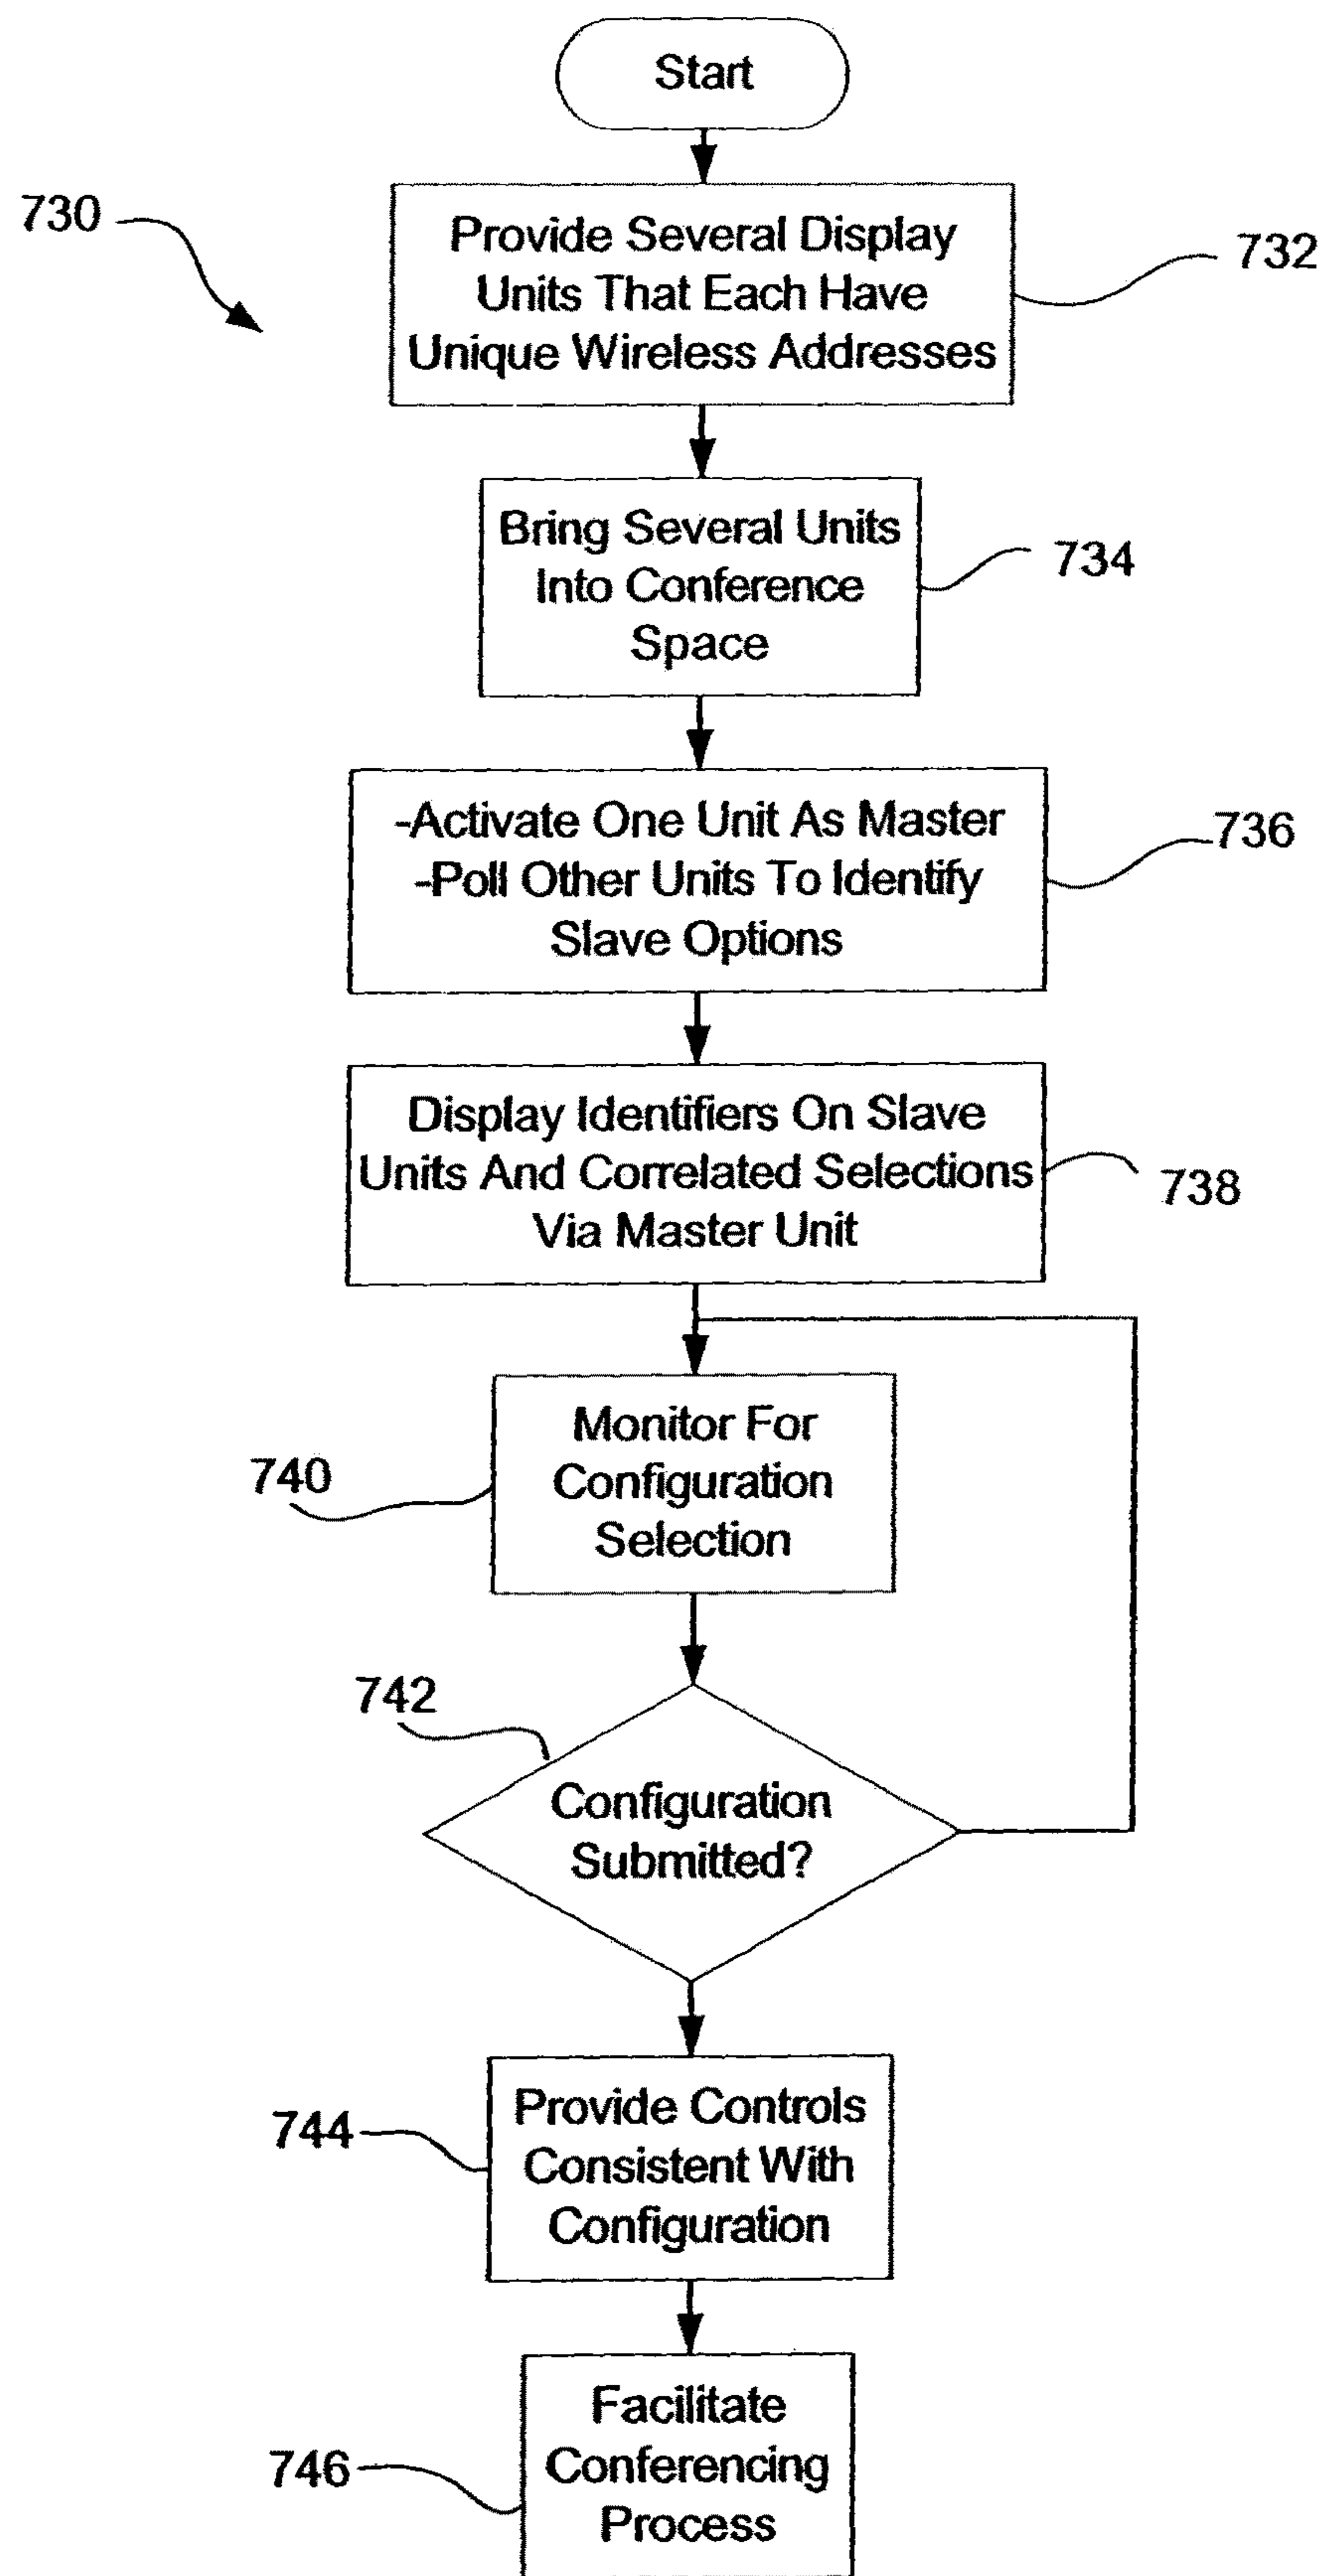 Start
730
Provide Several Display
Units That Each Have
Unique Wireless Addresses
732
Bring Several Units
Into Conference
Space
734
-Activate One Unit As Master
-Poll Other Units To Identify
Slave Options
736
Display Identifiers On Slave
Units And Correlated Selections
Via Master Unit
738
Monitor For
Configuration
Selection
740
742
Configuration
Submitted?
Provide Controls
Consistent With
Configuration
744
Facilitate
Conferencing
Process
746